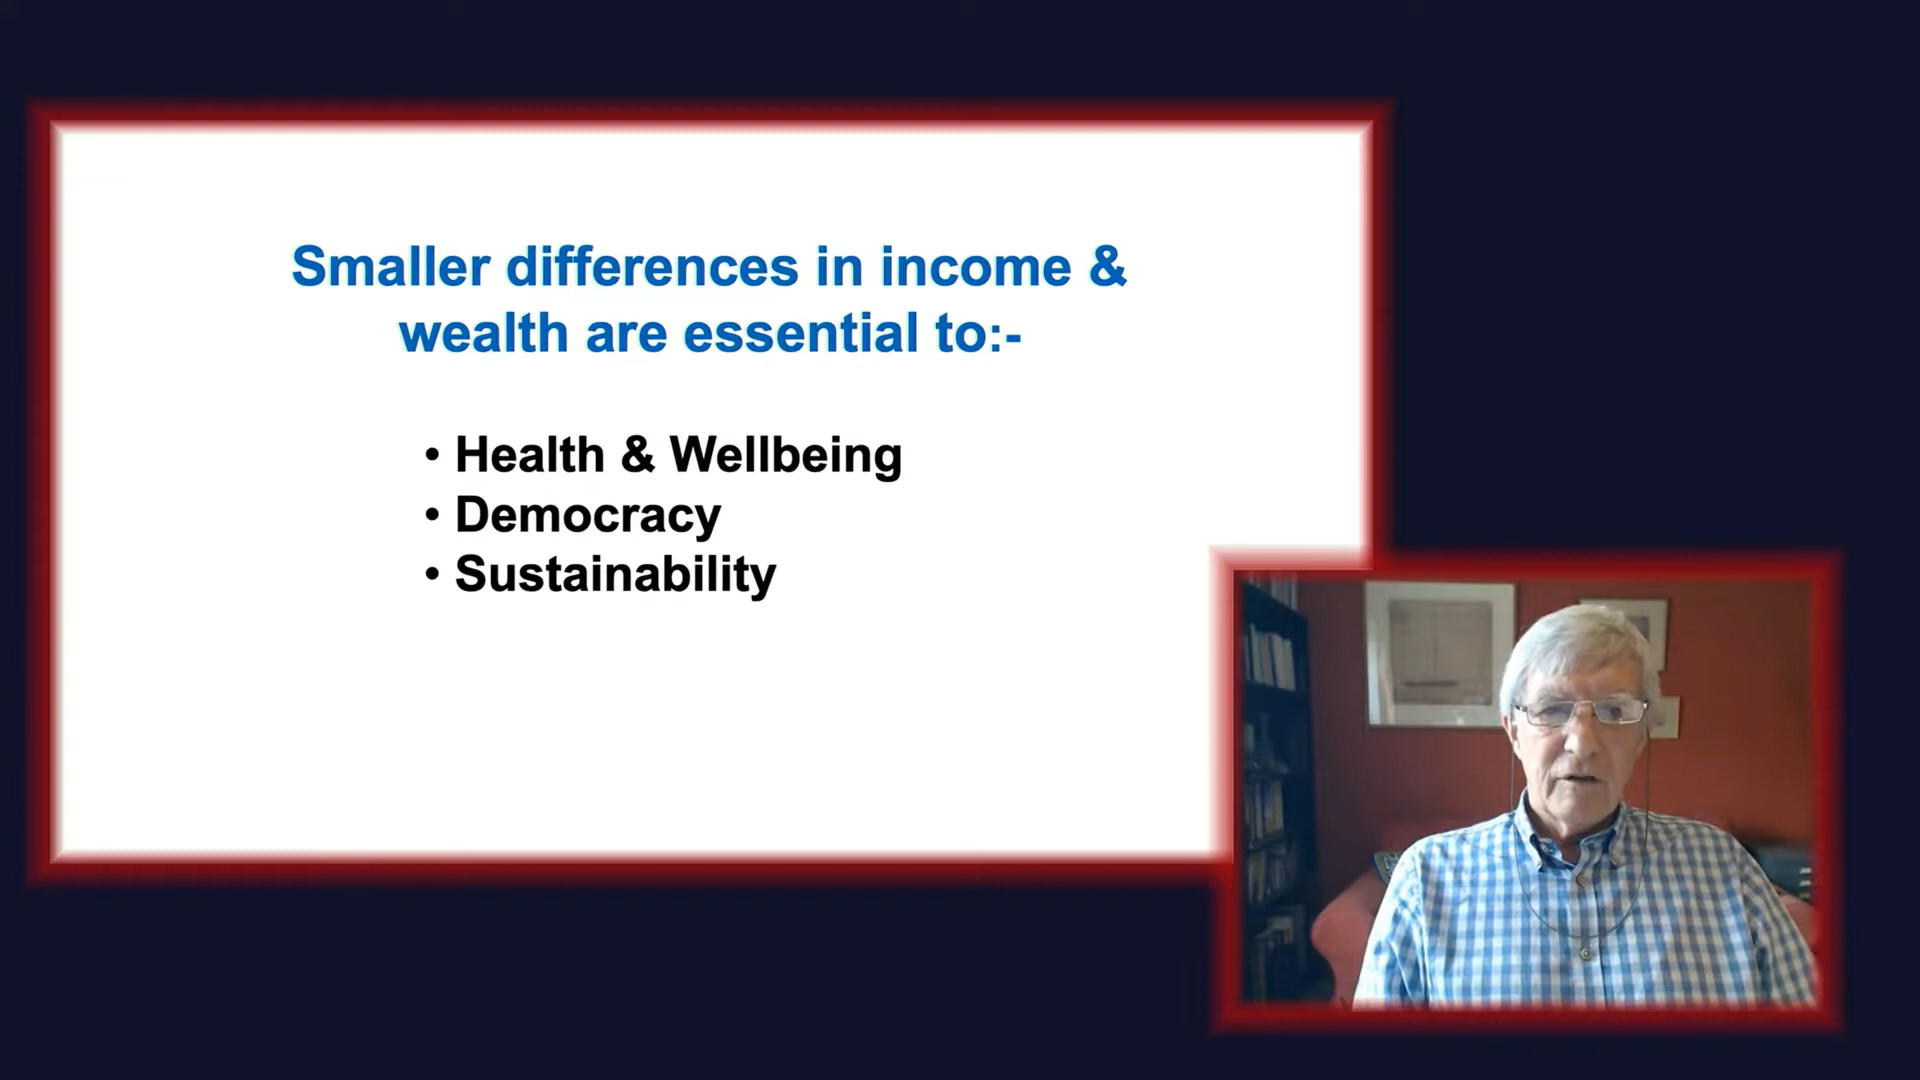 Smaller differences in income &
wealth are essential to:-
• Health & Wellbeing
• Democracy
• Sustainability